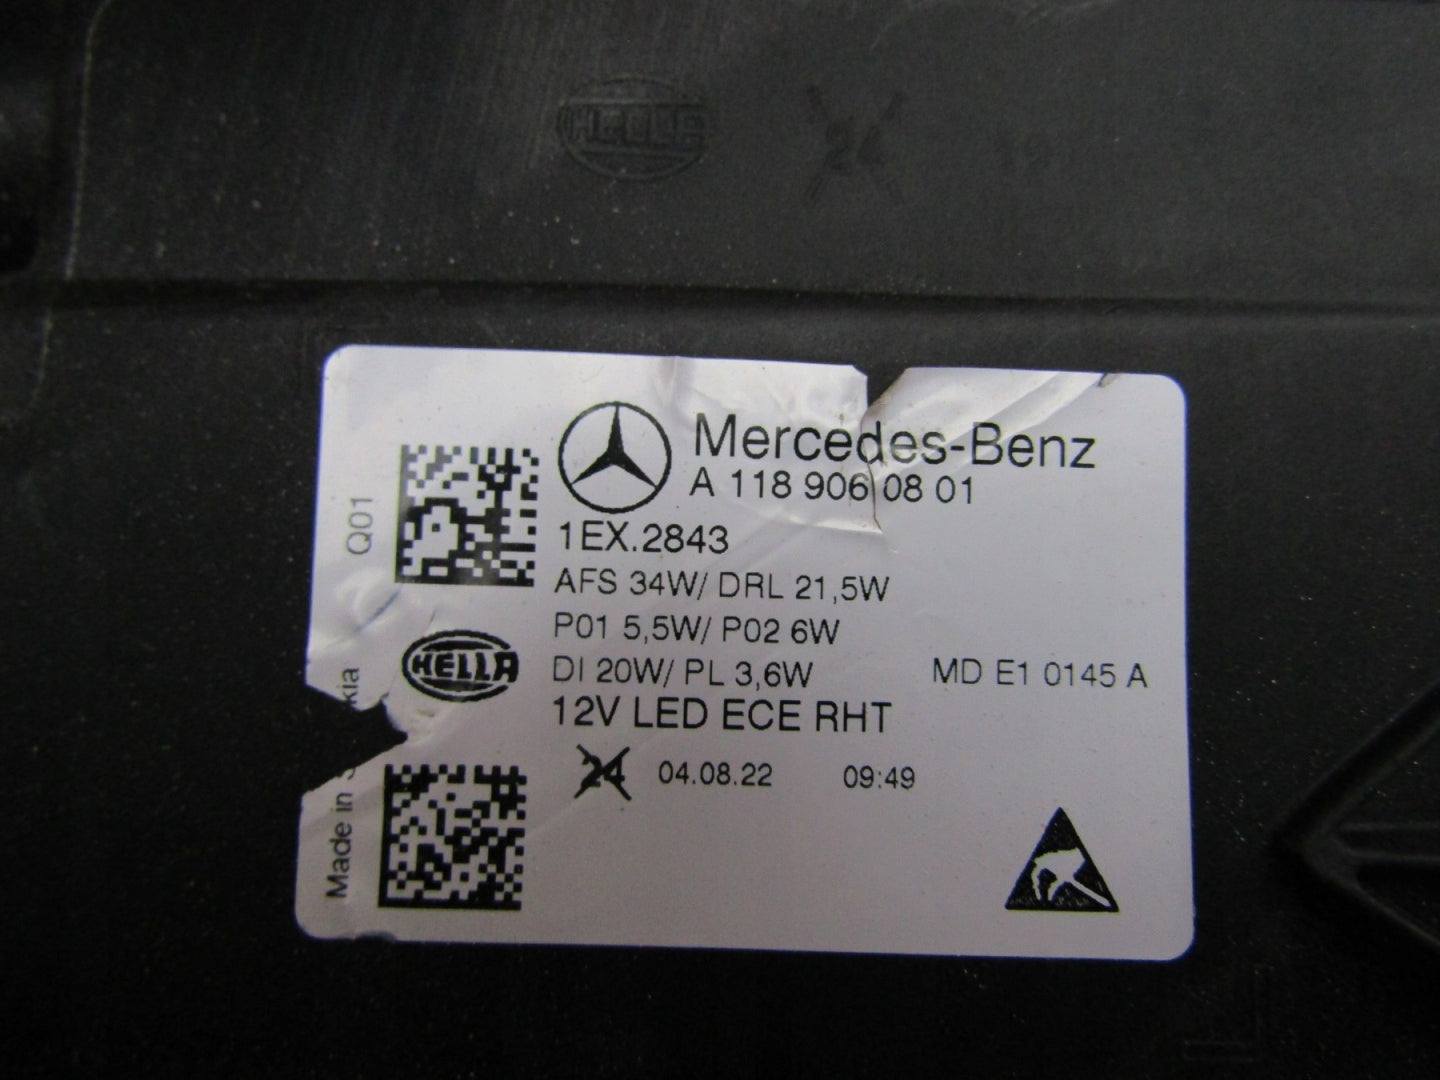 HELLA
24
Mercedes-Benz
A 118 906 08 01
Q01
1EX.2843
AFS 34W/ DRL 21,5W
P01 5,5W/ P02 6W
HELLA
DI 20W/ PL 3,6W
MD E1 0145 A
12V LED ECE RHT
24 04.08.22 09:49
Made in